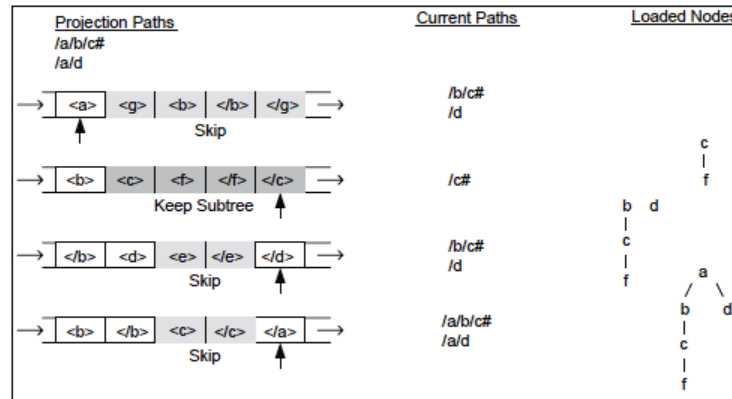 Projection Paths Current Paths Loaded Nodes
/a/b/c#
/a/d
<a> <g> <b> </b> </g> /b/c#
Skip /d
c
<b> <c> <f> </f> </c> /c# f
Keep Subtree
b d
</b> <d> <e> </e> </d> /b/c# c
Skip /d f
a
<b> </b> <c> </c> </a> /a/b/c# b d
Skip /a/d c
f